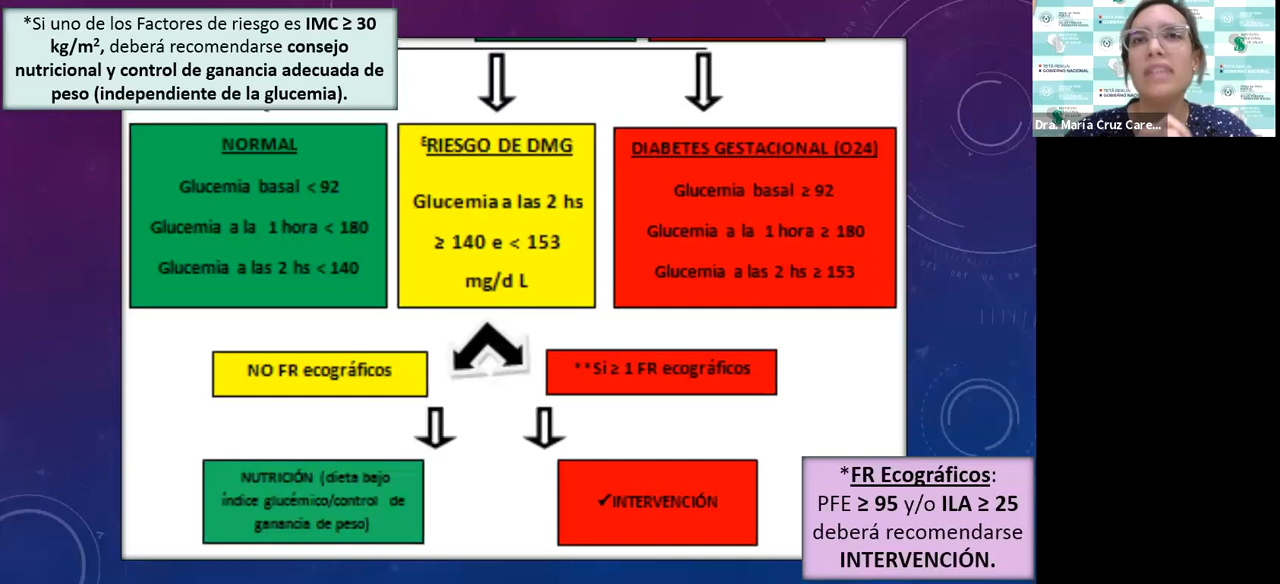 *Si uno de los Factores de riesgo es IMC ≥ 30
kg/m², deberá recomendarse consejo
nutricional y control de ganancia adecuada de
peso (independiente de la glucemia).
NORMAL
Glucemia basal < 92
Glucemia a la 1 hora < 180
Glucemia a las 2 hs < 140
ᴱRIESGO DE DMG
Glucemia a las 2 hs
≥ 140 e < 153
mg/d L
DIABETES GESTACIONAL (O24)
Glucemia basal ≥ 92
Glucemia a la 1 hora ≥ 180
Glucemia a las 2 hs ≥ 153
NO FR ecográficos
**Si ≥ 1 FR ecográficos
NUTRICIÓN (dieta bajo
índice glucémico/control de
ganancia de peso)
✓INTERVENCIÓN
*FR Ecográficos:
PFE ≥ 95 y/o ILA ≥ 25
deberá recomendarse
INTERVENCIÓN.
Dra. María Cruz Care...
TETÃ REKUÁI
GOBIERNO NACIONAL